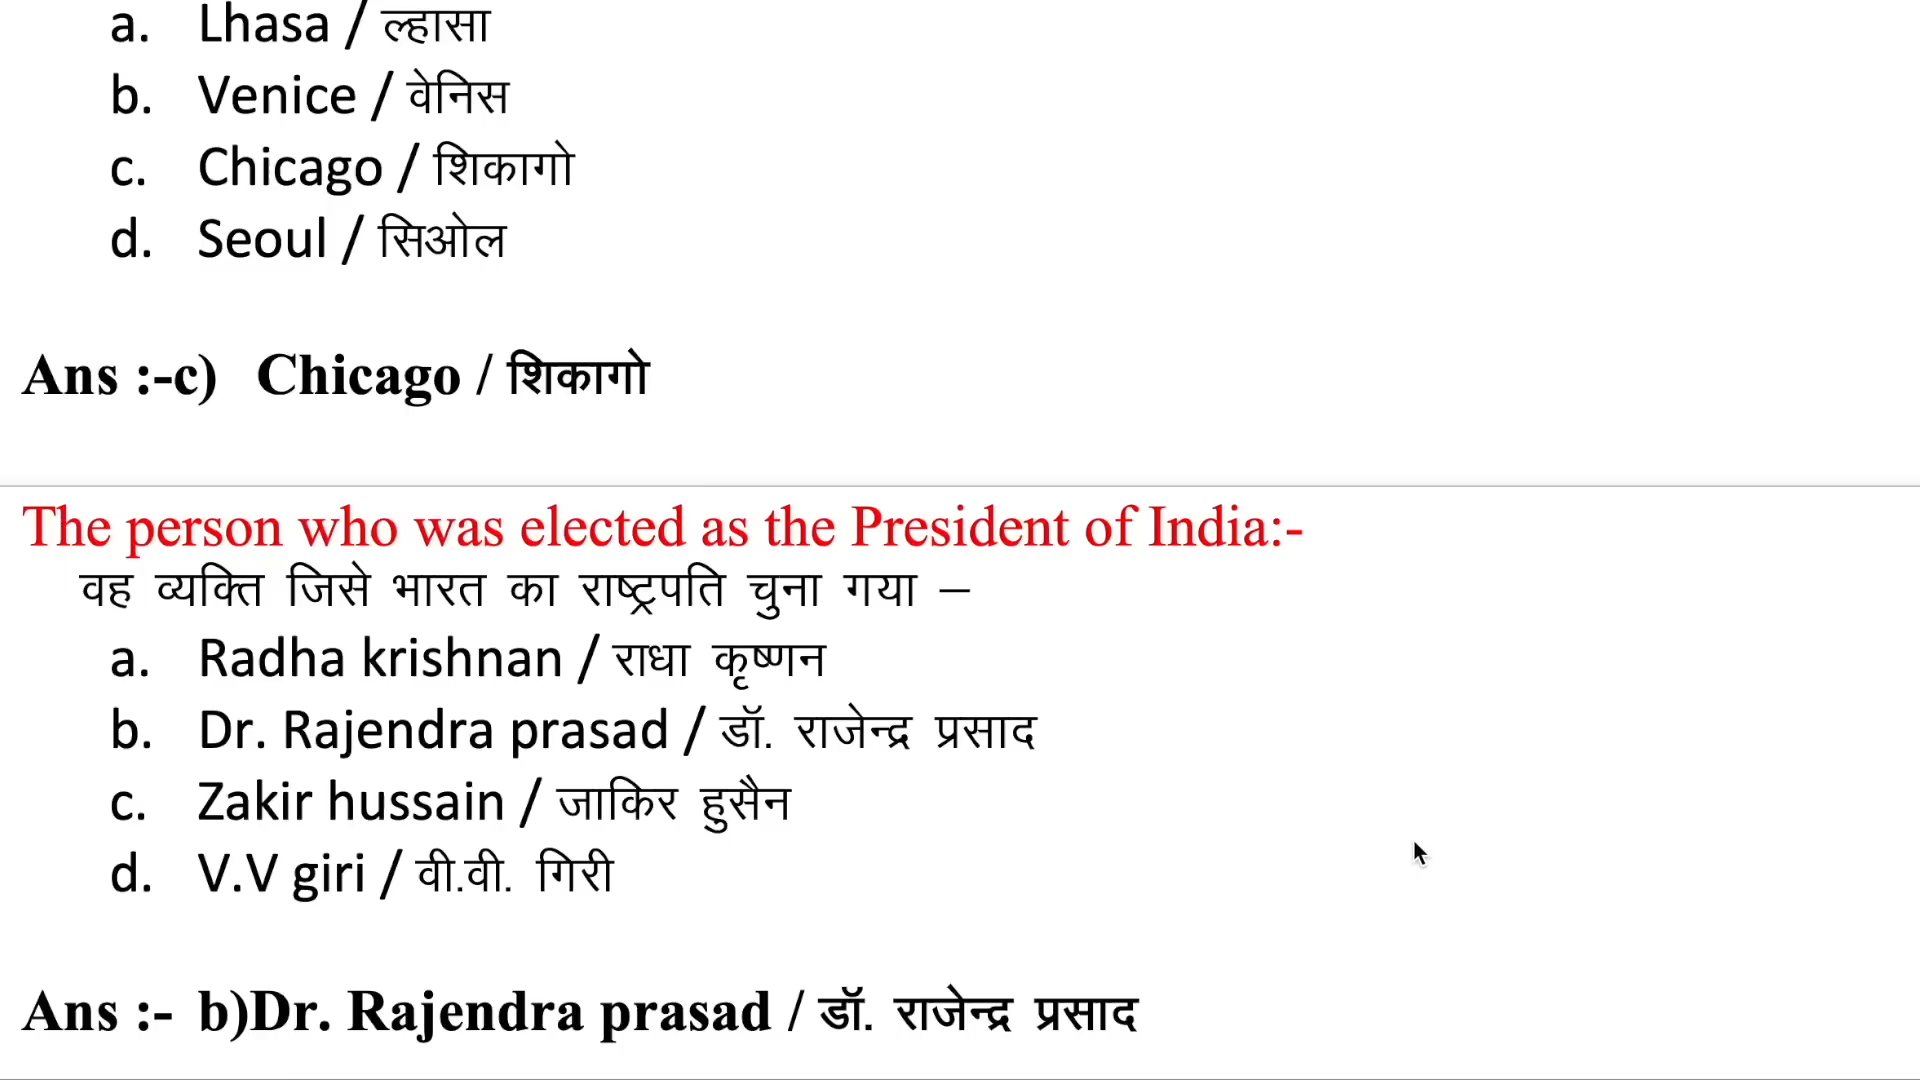 a. Lhasa / ल्हासा
b. Venice / वेनिस
c. Chicago / शिकागो
d. Seoul / सिओल
Ans :-c) Chicago / शिकागो
The person who was elected as the President of India:-
वह व्यक्ति जिसे भारत का राष्ट्रपति चुना गया –
a. Radha krishnan / राधा कृष्णन
b. Dr. Rajendra prasad / डॉ. राजेन्द्र प्रसाद
c. Zakir hussain / जाकिर हुसैन
d. V.V giri / वी.वी. गिरी
Ans :- b)Dr. Rajendra prasad / डॉ. राजेन्द्र प्रसाद